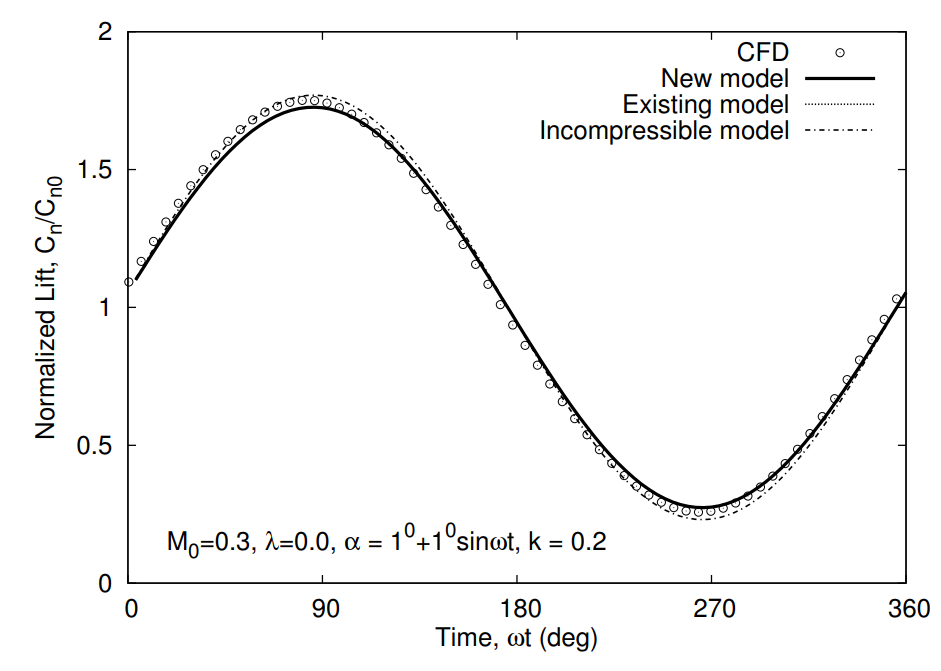 2
1.5
1
0.5
0
0
90
180
270
360
Normalized Lift, Cn/Cn0
Time, ωt (deg)
CFD
New model
Existing model
Incompressible model
M0=0.3, λ=0.0, α = 1⁰+1⁰sinωt, k = 0.2